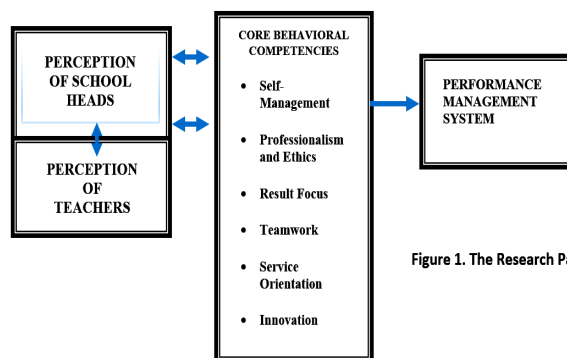 PERCEPTION
OF SCHOOL
HEADS
PERCEPTION
OF
TEACHERS
CORE BEHAVIORAL
COMPETENCIES
• Self-
Management
• Professionalism
and Ethics
• Result Focus
• Teamwork
• Service
Orientation
• Innovation
PERFORMANCE
MANAGEMENT
SYSTEM
Figure 1. The Research